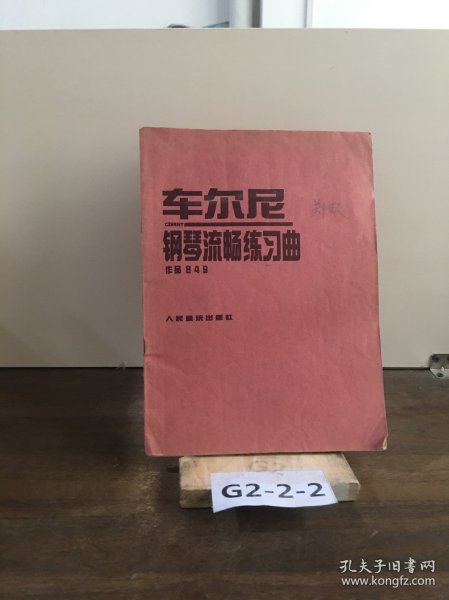 车尔尼
CZERNY
钢琴流畅练习曲
作品849
人民音乐出版社
G2
G2-2-2
孔夫子旧书网
www.kongfz.com